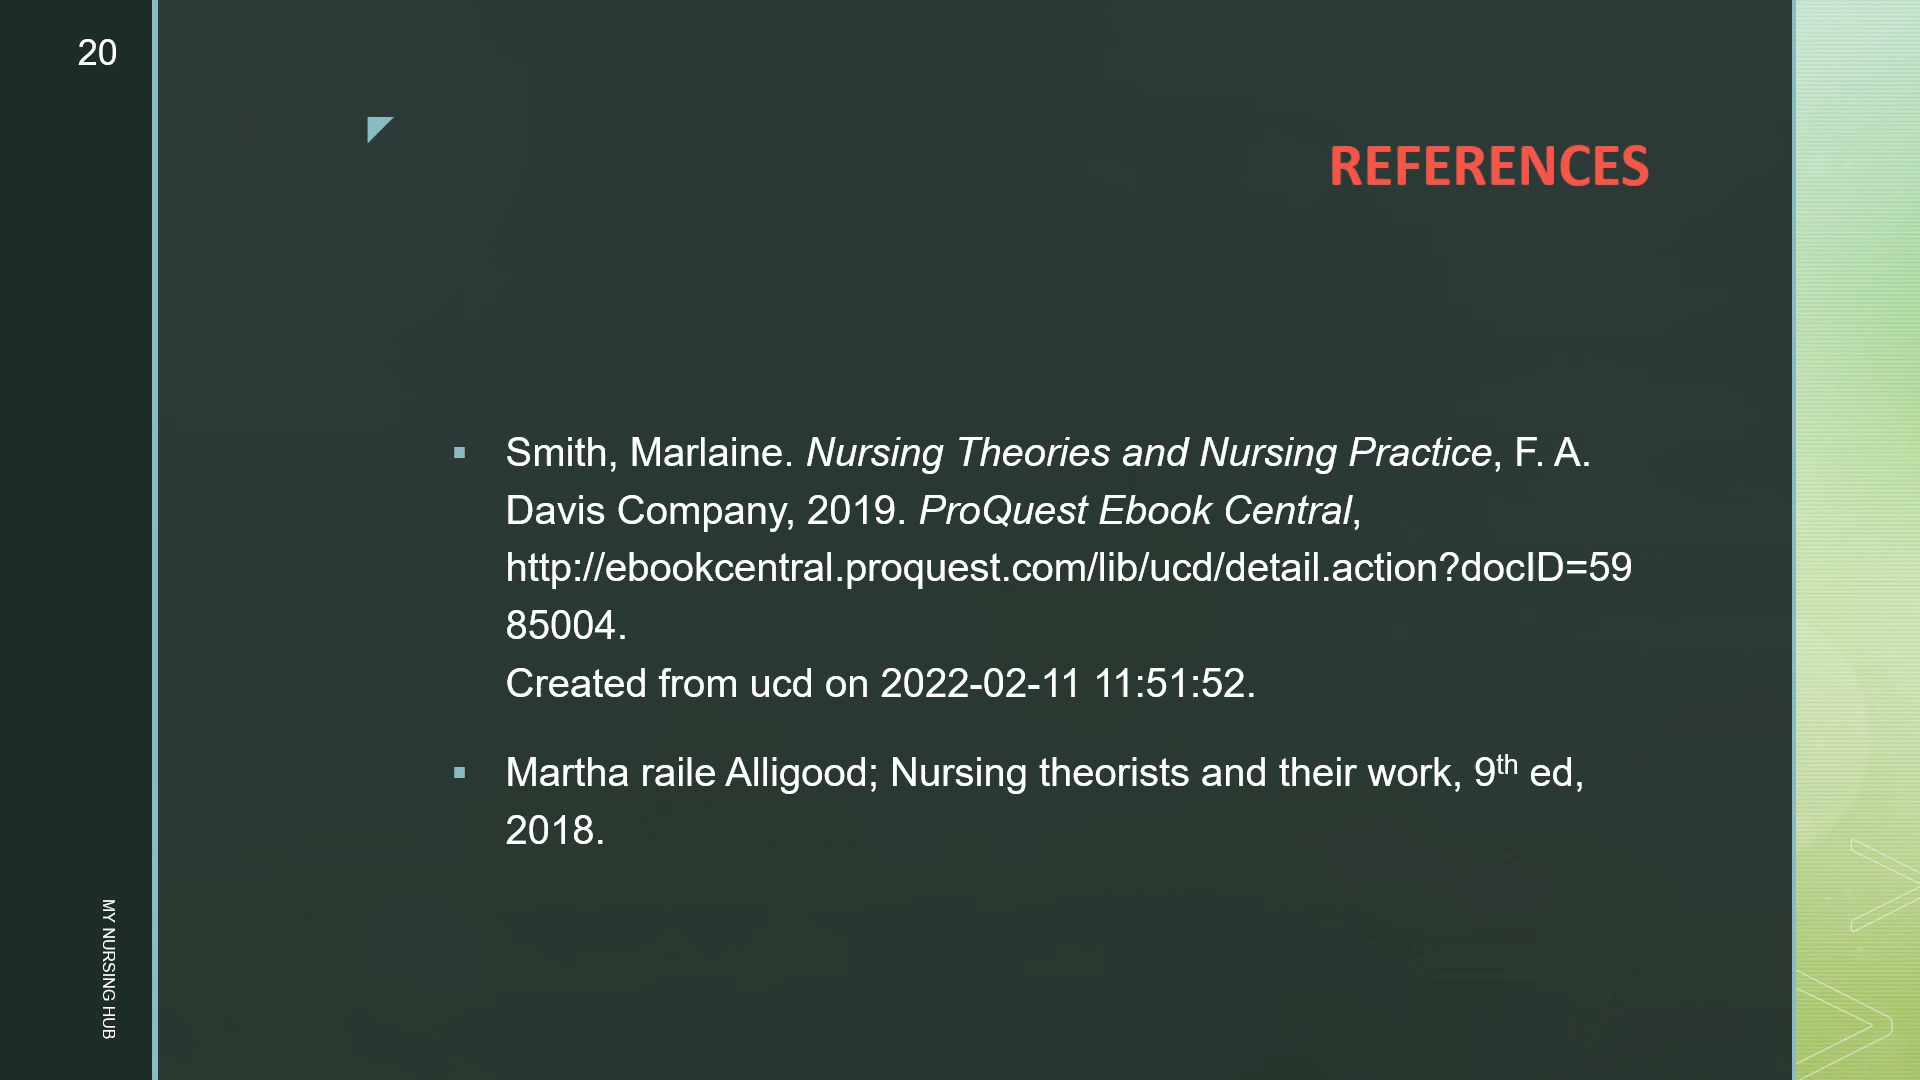 20
REFERENCES
▪ Smith, Marlaine. Nursing Theories and Nursing Practice, F. A.
Davis Company, 2019. ProQuest Ebook Central,
http://ebookcentral.proquest.com/lib/ucd/detail.action?docID=59
85004.
Created from ucd on 2022-02-11 11:51:52.
▪ Martha raile Alligood; Nursing theorists and their work, 9th ed,
2018.
MY NURSING HUB